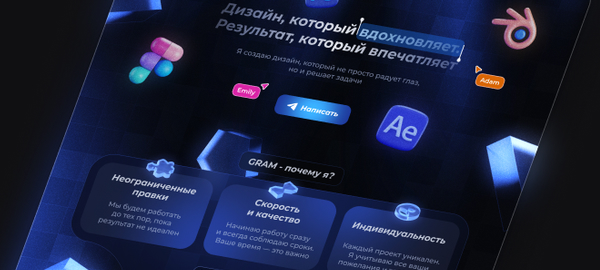 Дизайн, который вдохновляет.
Результат, который впечатляет
Я создаю дизайн, который не просто радует глаз,
но и решает задачи
Emily
Adam
Написать
Ae
GRAM - почему я?
Неограниченные
правки
Мы будем работать
до тех пор, пока
результат не идеален
Скорость
и качество
Начинаю работу сразу
и всегда соблюдаю сроки.
Ваше время — это важно
Индивидуальность
Каждый проект уникален.
Я учитываю все ваши
пожелания и